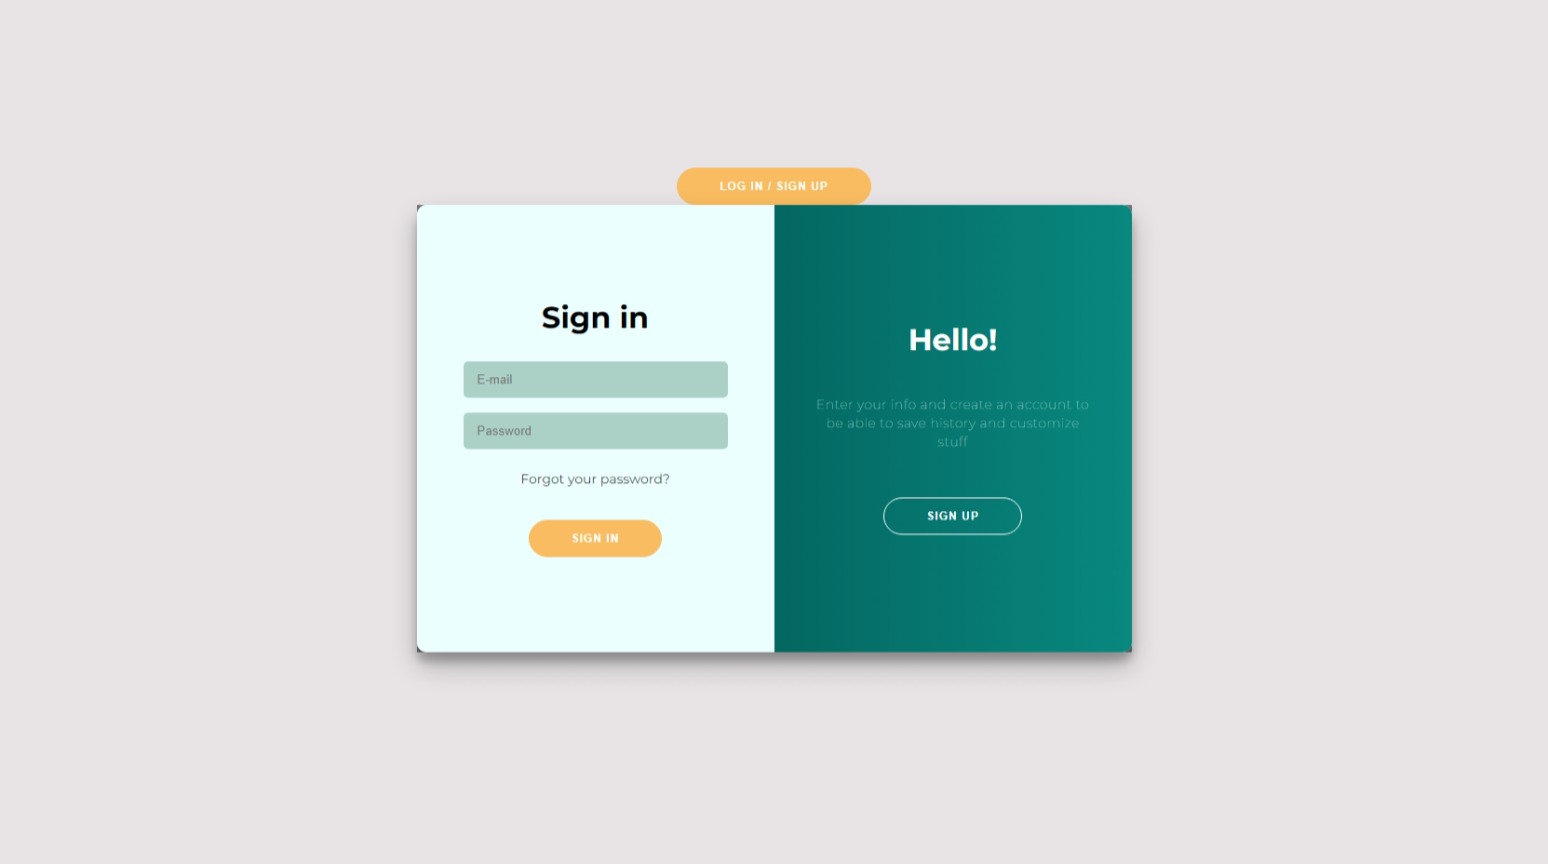 LOG IN / SIGN UP
Sign in
E-mail
Password
Forgot your password?
SIGN IN
Hello!
Enter your info and create an account to
be able to save history and customize
stuff
SIGN UP